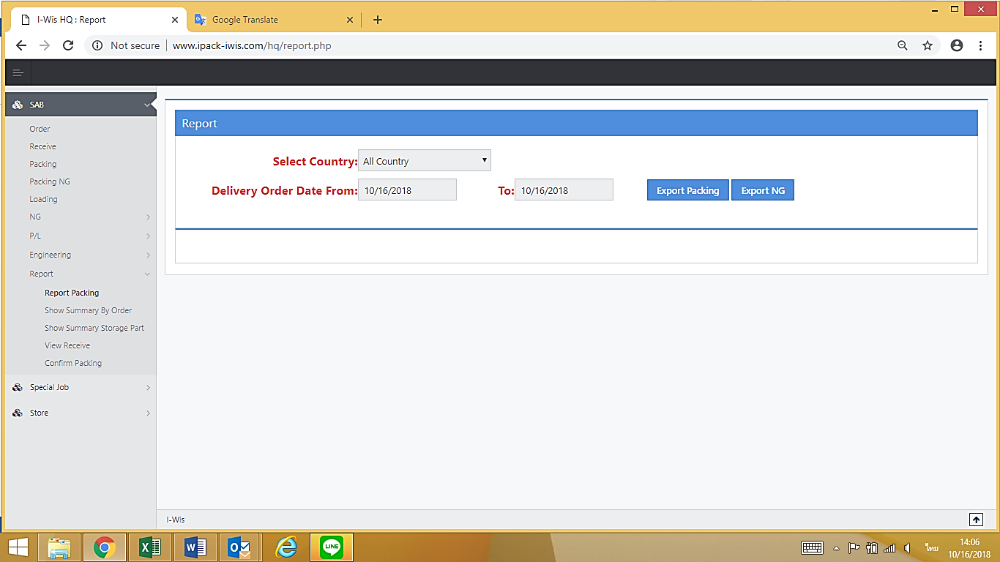 I-Wis HQ : Report
Google Translate
Not secure
www.ipack-iwis.com/hq/report.php
SAB
Order
Receive
Packing
Packing NG
Loading
NG
P/L
Engineering
Report
Report Packing
Show Summary By Order
Show Summary Storage Part
View Receive
Confirm Packing
Special Job
Store
Report
Select Country: All Country
Delivery Order Date From: 10/16/2018 To: 10/16/2018 Export Packing Export NG
I-Wis
LINE
ไทย
14:06
10/16/2018